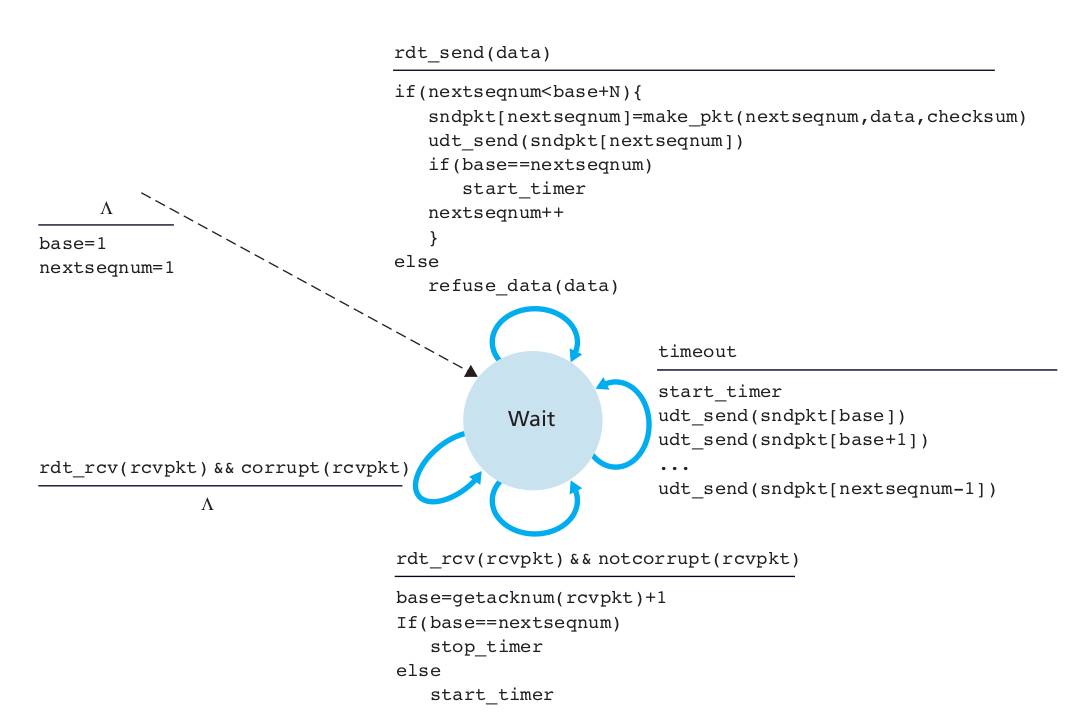 rdt_send(data)
if(nextseqnum<base+N){
sndpkt[nextseqnum]=make_pkt(nextseqnum,data,checksum)
udt_send(sndpkt[nextseqnum])
if(base==nextseqnum)
start_timer
nextseqnum++
}
else
refuse_data(data)
Λ
base=1
nextseqnum=1
timeout
start_timer
udt_send(sndpkt[base])
udt_send(sndpkt[base+1])
...
udt_send(sndpkt[nextseqnum-1])
Wait
rdt_rcv(rcvpkt) && corrupt(rcvpkt)
Λ
rdt_rcv(rcvpkt) && notcorrupt(rcvpkt)
base=getacknum(rcvpkt)+1
If(base==nextseqnum)
stop_timer
else
start_timer